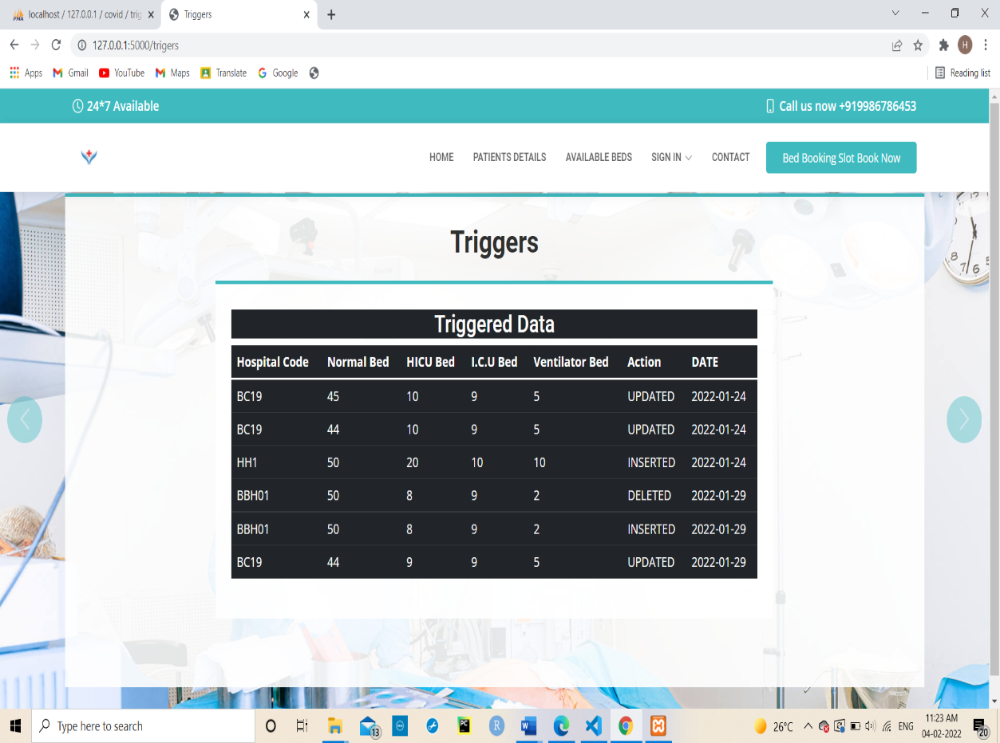 localhost / 127.0.0.1 / covid / trig
Triggers
127.0.0.1:5000/trigers
H
Apps Gmail YouTube Maps Translate Google Reading list
24*7 Available Call us now +919986786453
HOME PATIENTS DETAILS AVAILABLE BEDS SIGN IN CONTACT Bed Booking Slot Book Now
Triggers
Triggered Data
Hospital Code Normal Bed HICU Bed I.C.U Bed Ventilator Bed Action DATE
BC19 45 10 9 5 UPDATED 2022-01-24
BC19 44 10 9 5 UPDATED 2022-01-24
HH1 50 20 10 10 INSERTED 2022-01-24
BBH01 50 8 9 2 DELETED 2022-01-29
BBH01 50 8 9 2 INSERTED 2022-01-29
BC19 44 9 9 5 UPDATED 2022-01-29
Type here to search
13
PC
R
W
26°C
ENG
11:23 AM
04-02-2022
20